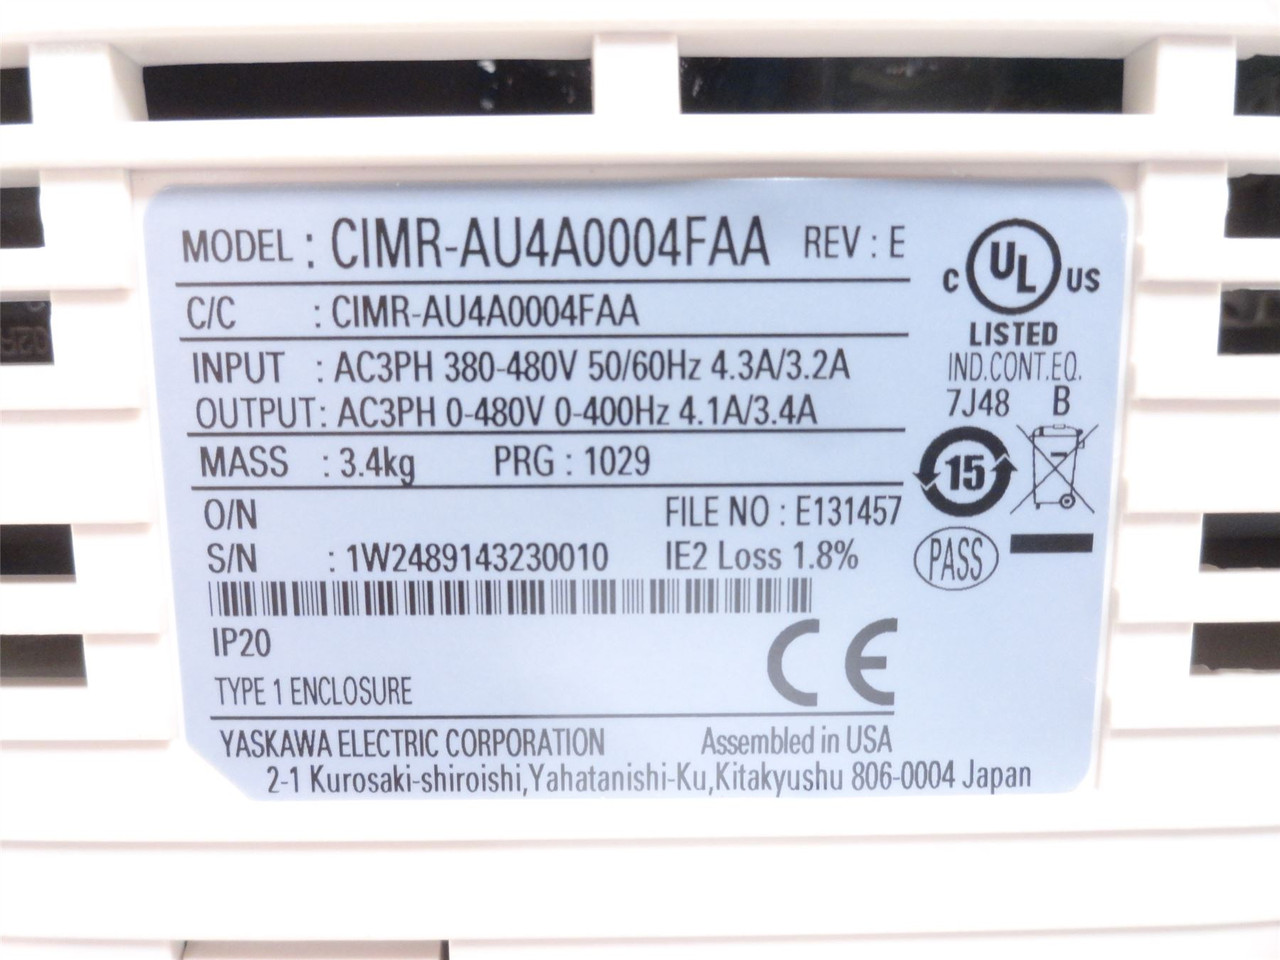 MODEL : CIMR-AU4A0004FAA REV : E
C/C : CIMR-AU4A0004FAA
INPUT : AC3PH 380-480V 50/60Hz 4.3A/3.2A
OUTPUT : AC3PH 0-480V 0-400Hz 4.1A/3.4A
MASS : 3.4kg PRG : 1029
O/N FILE NO : E131457
S/N : 1W2489143230010 IE2 Loss 1.8%
IP20
TYPE 1 ENCLOSURE
CE
YASKAWA ELECTRIC CORPORATION Assembled in USA
2-1 Kurosaki-shiroishi,Yahatanishi-Ku,Kitakyushu 806-0004 Japan
C UL US
LISTED
IND.CONT.EQ.
7J48 B
15
PASS